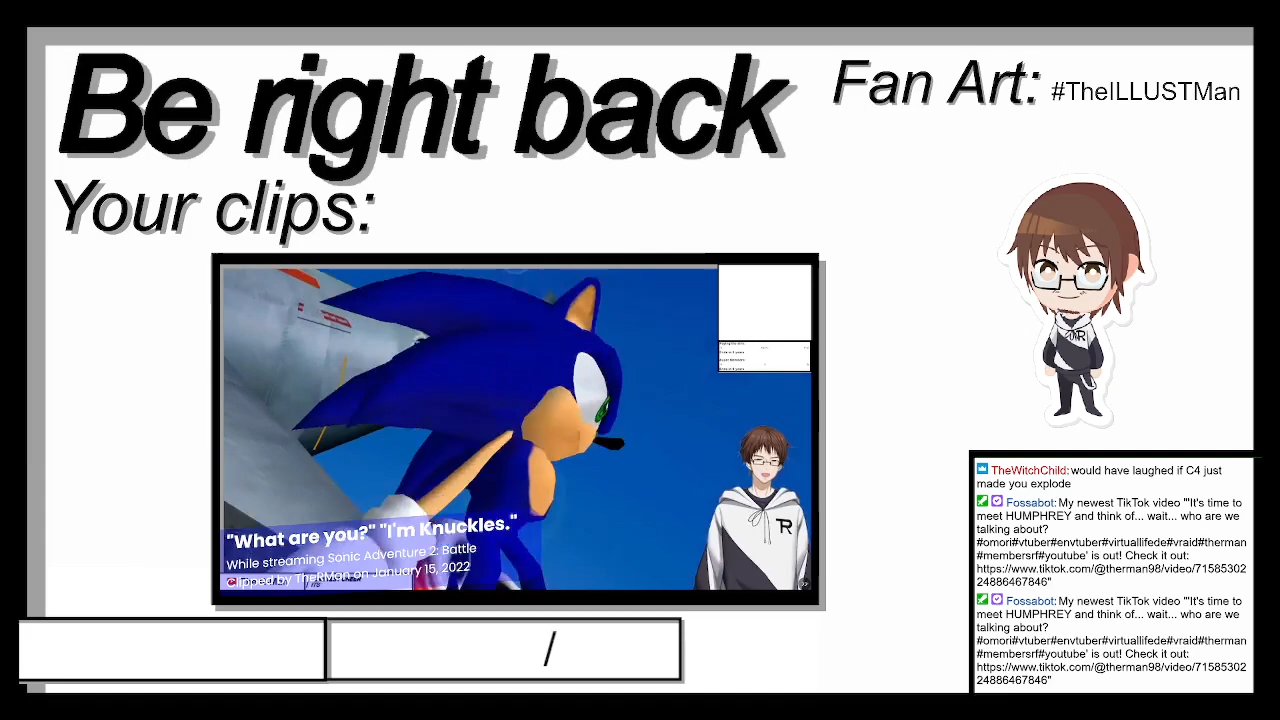 Be right back
Fan Art: #TheILLUSTMan
Your clips:
"What are you?" "I'm Knuckles."
While streaming Sonic Adventure 2: Battle
Clipped by TheRMan on January 15, 2022
TR
/
TheWitchChild: would have laughed if C4 just
made you explode
Fossabot: My newest TikTok video "'It's time to
meet HUMPHREY and think of... wait... who are we
talking about?
#omori#vtuber#envtuber#virtuallifede#vraid#therman
#membersrf#youtube' is out! Check it out:
https://www.tiktok.com/@therman98/video/71585302
24886467846"
Fossabot: My newest TikTok video "'It's time to
meet HUMPHREY and think of... wait... who are we
talking about?
#omori#vtuber#envtuber#virtuallifede#vraid#therman
#membersrf#youtube' is out! Check it out:
https://www.tiktok.com/@therman98/video/71585302
24886467846"